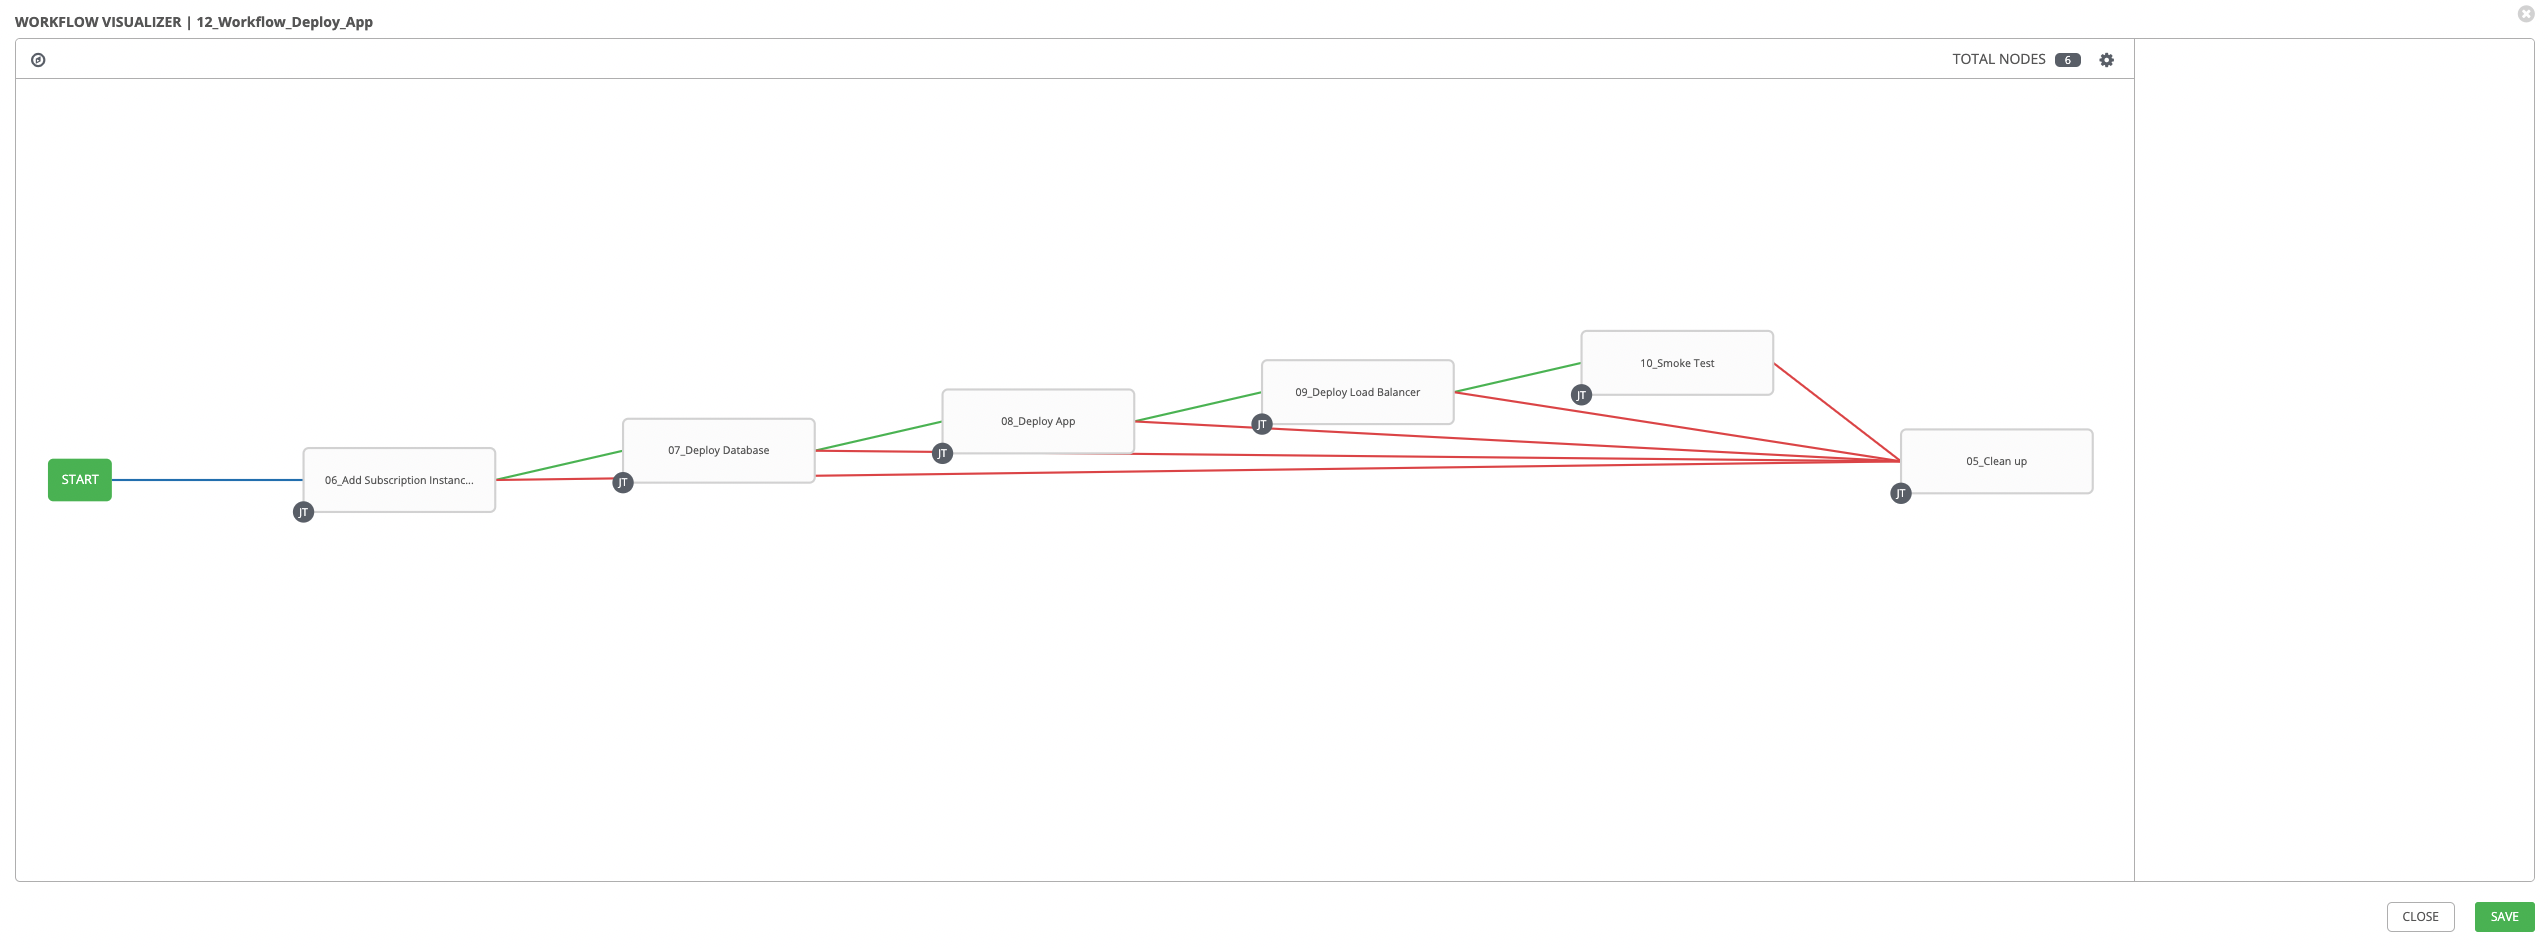 WORKFLOW VISUALIZER | 12_Workflow_Deploy_App
TOTAL NODES 6
START
06_Add Subscription Instanc...
JT
07_Deploy Database
JT
08_Deploy App
JT
09_Deploy Load Balancer
JT
10_Smoke Test
JT
05_Clean up
JT
CLOSE
SAVE